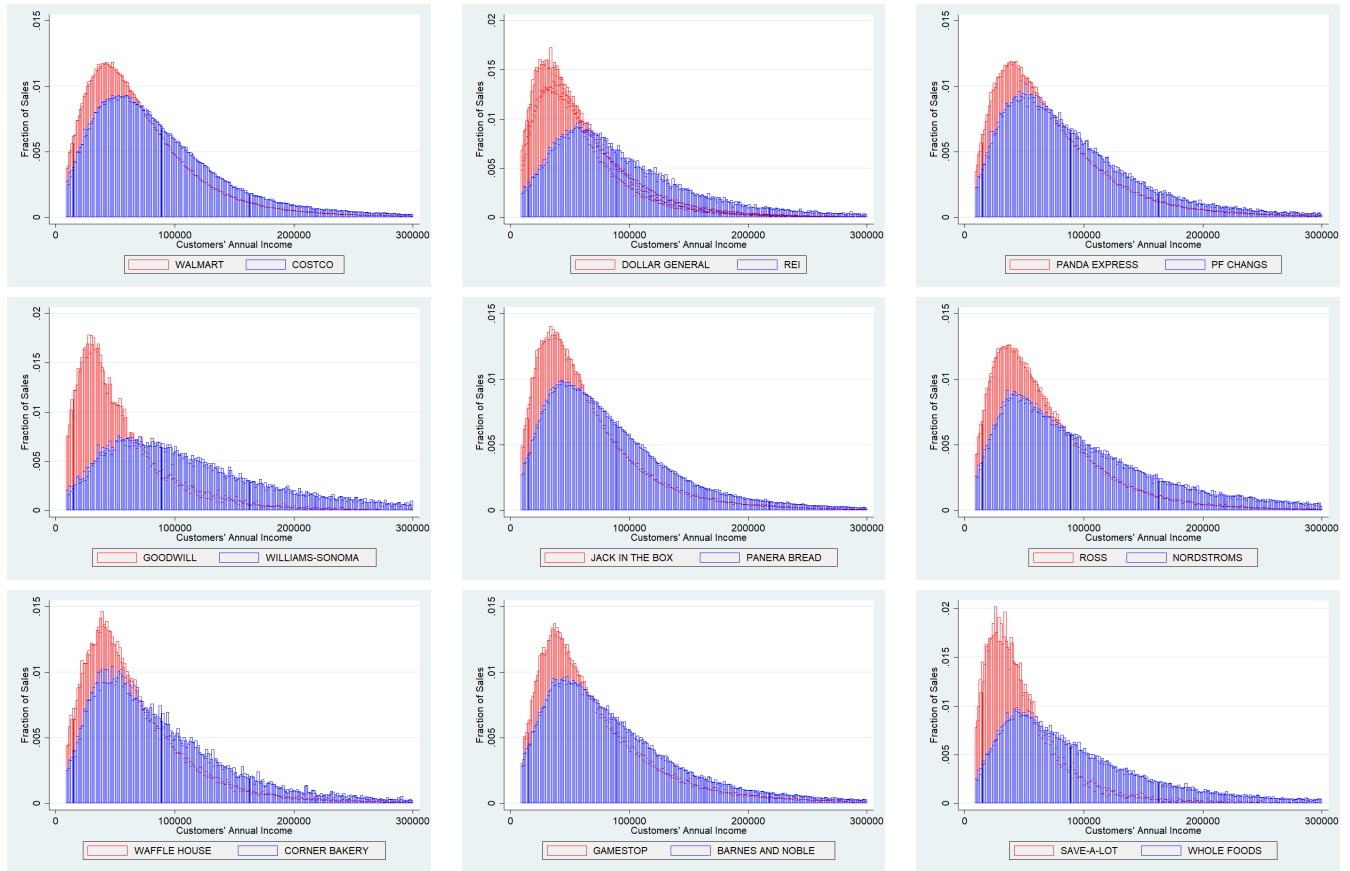 .015
.01
.005
0
Fraction of Sales
0 100000 200000 300000
Customers' Annual Income
WALMART COSTCO
.02
.015
.01
.005
0
Fraction of Sales
0 100000 200000 300000
Customers' Annual Income
DOLLAR GENERAL REI
.015
.01
.005
0
Fraction of Sales
0 100000 200000 300000
Customers' Annual Income
PANDA EXPRESS PF CHANGS
.02
.015
.01
.005
0
Fraction of Sales
0 100000 200000 300000
Customers' Annual Income
GOODWILL WILLIAMS-SONOMA
.015
.01
.005
0
Fraction of Sales
0 100000 200000 300000
Customers' Annual Income
JACK IN THE BOX PANERA BREAD
.015
.01
.005
0
Fraction of Sales
0 100000 200000 300000
Customers' Annual Income
ROSS NORDSTROMS
.015
.01
.005
0
Fraction of Sales
0 100000 200000 300000
Customers' Annual Income
WAFFLE HOUSE CORNER BAKERY
.015
.01
.005
0
Fraction of Sales
0 100000 200000 300000
Customers' Annual Income
GAMESTOP BARNES AND NOBLE
.02
.015
.01
.005
0
Fraction of Sales
0 100000 200000 300000
Customers' Annual Income
SAVE-A-LOT WHOLE FOODS